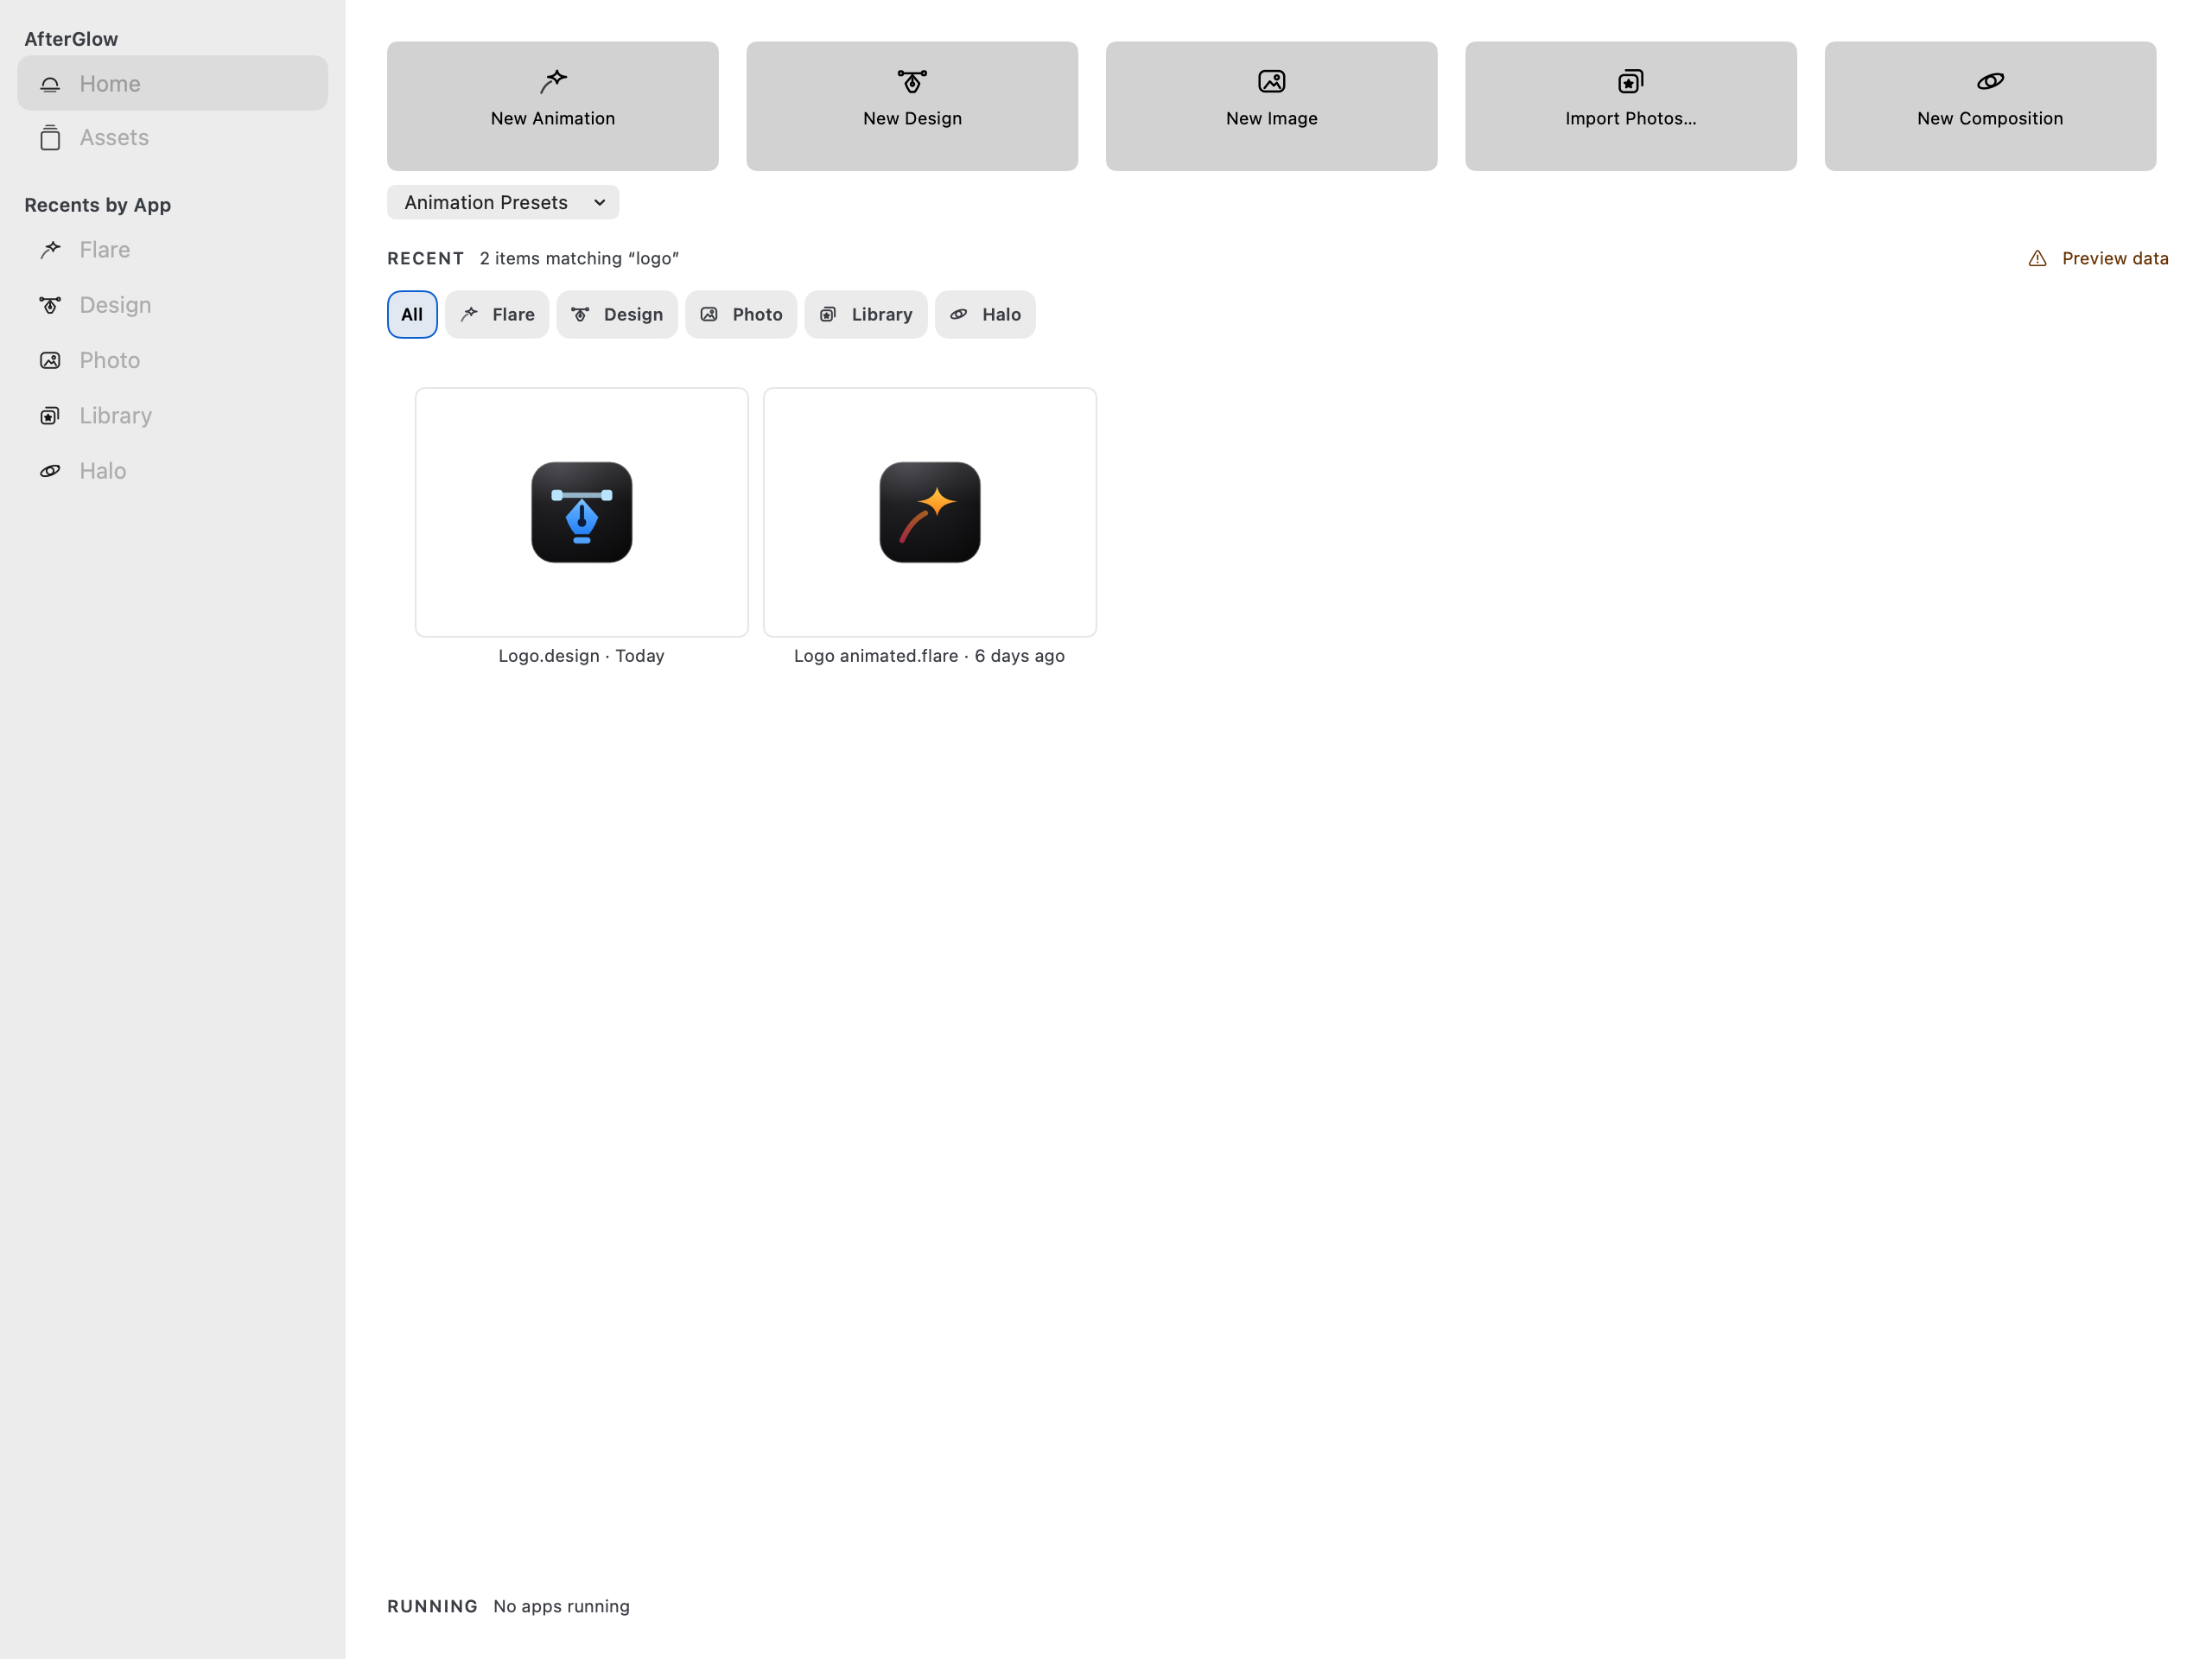 AfterGlow
Home
Assets
Recents by App
Flare
Design
Photo
Library
Halo
New Animation
New Design
New Image
Import Photos...
New Composition
Animation Presets
RECENT 2 items matching “logo”
Preview data
All
Flare
Design
Photo
Library
Halo
Logo.design · Today
Logo animated.flare · 6 days ago
RUNNING No apps running